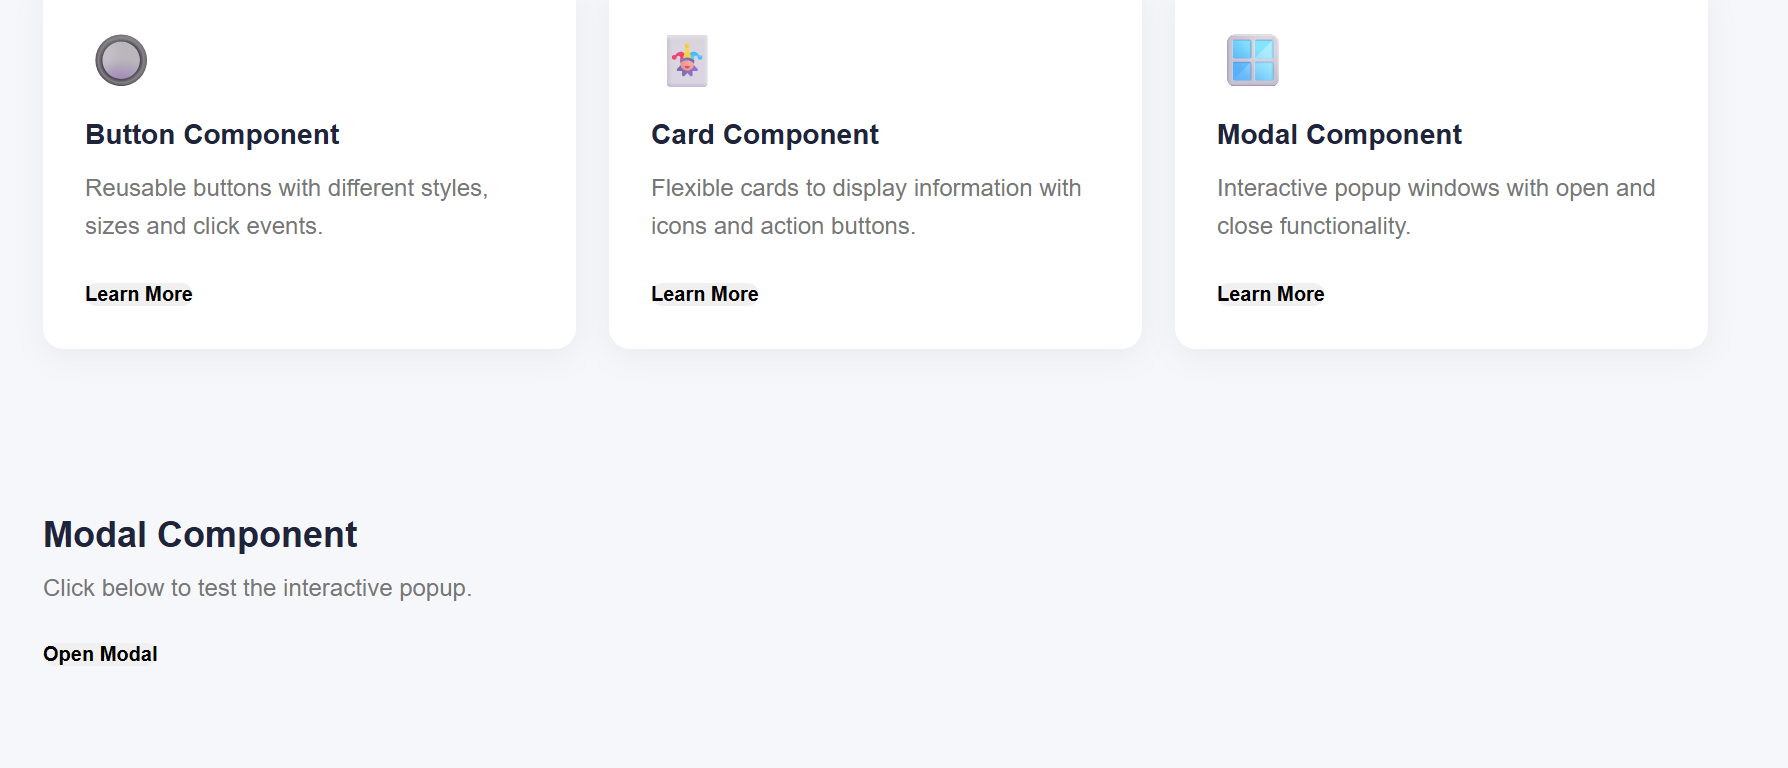 Button Component
Reusable buttons with different styles,
sizes and click events.
Learn More
Card Component
Flexible cards to display information with
icons and action buttons.
Learn More
Modal Component
Interactive popup windows with open and
close functionality.
Learn More
Modal Component
Click below to test the interactive popup.
Open Modal